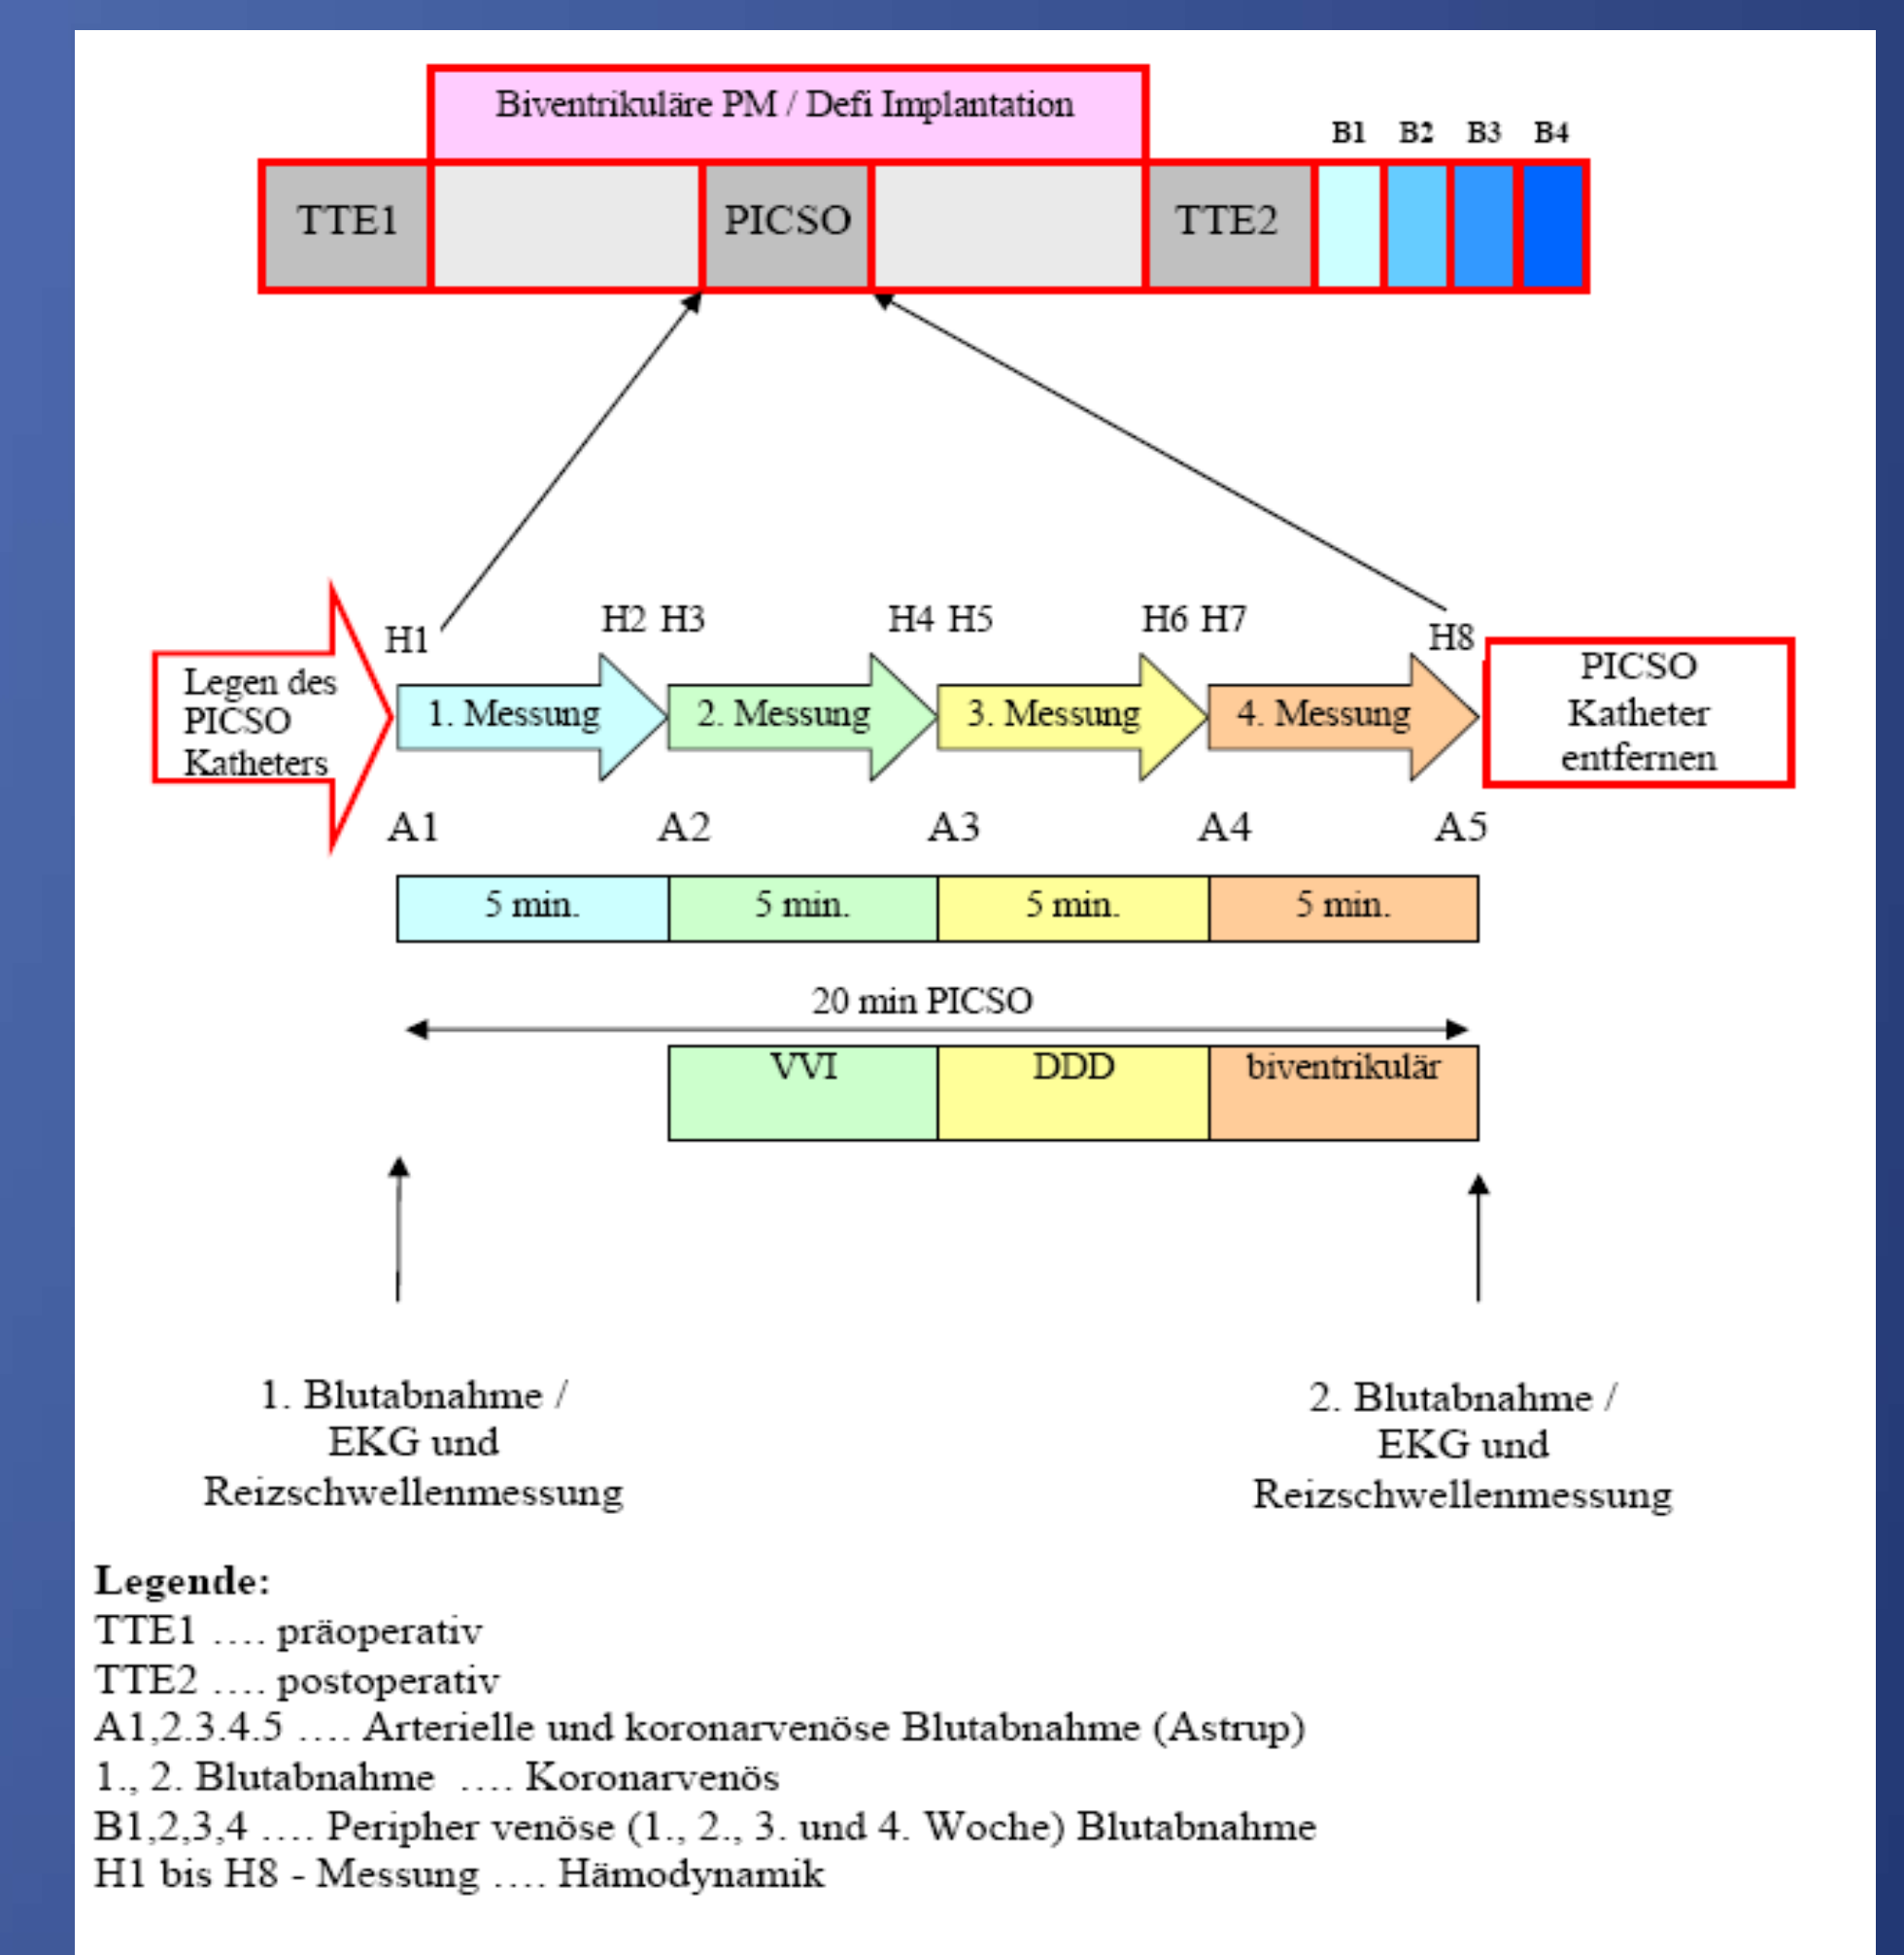 Biventrikuläre PM / Defi Implantation
B1 B2 B3 B4
TTE1 PICSO TTE2
H1 H2 H3 H4 H5 H6 H7 H8
Legen des
PICSO
Katheters
1. Messung 2. Messung 3. Messung 4. Messung
PICSO
Katheter
entfernen
A1 A2 A3 A4 A5
5 min. 5 min. 5 min. 5 min.
20 min PICSO
VVI DDD biventrikulär
1. Blutabnahme /
EKG und
Reizschwellenmessung
2. Blutabnahme /
EKG und
Reizschwellenmessung
Legende:
TTE1 .... präoperativ
TTE2 .... postoperativ
A1,2.3.4.5 .... Arterielle und koronarvenöse Blutabnahme (Astrup)
1., 2. Blutabnahme .... Koronarvenös
B1,2,3,4 .... Peripher venöse (1., 2., 3. und 4. Woche) Blutabnahme
H1 bis H8 - Messung .... Hämodynamik